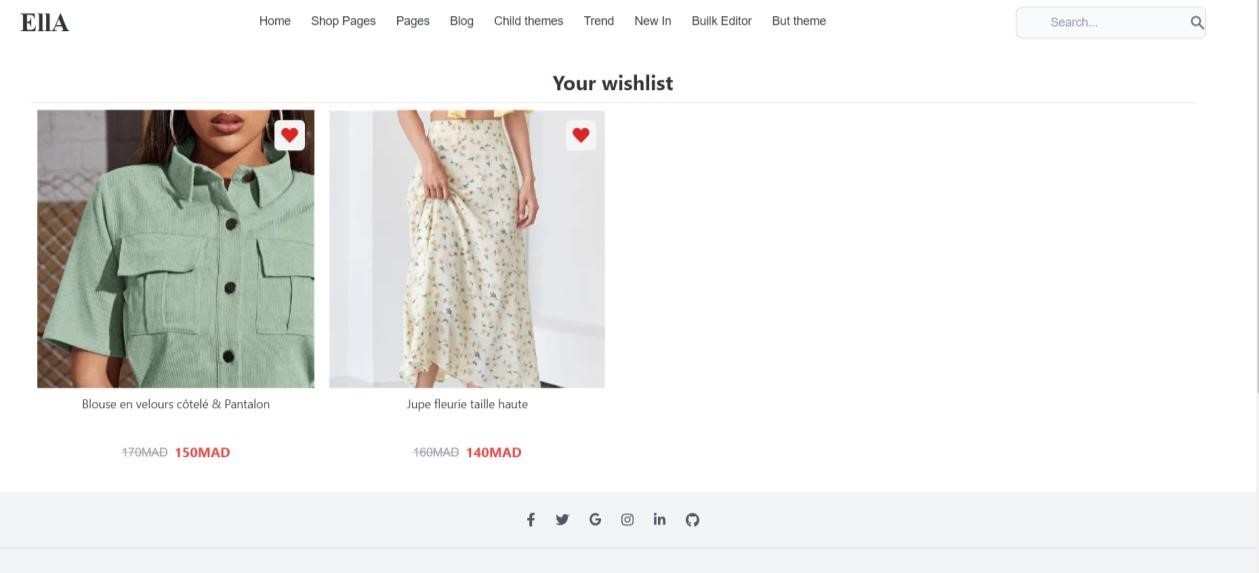 EllA Home Shop Pages Pages Blog Child themes Trend New In Builk Editor But theme Search...
Your wishlist
Blouse en velours côtelé & Pantalon Jupe fleurie taille haute
170MAD 150MAD 160MAD 140MAD